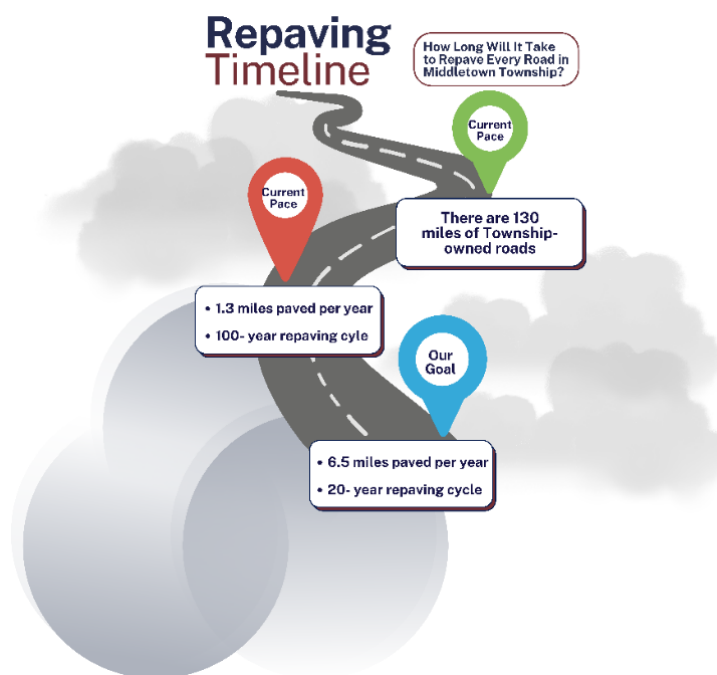 Repaving
Timeline
How Long Will It Take
to Repave Every Road in
Middletown Township?
Current
Pace
There are 130
miles of Township-
owned roads
Current
Pace
• 1.3 miles paved per year
• 100- year repaving cyle
Our
Goal
• 6.5 miles paved per year
• 20- year repaving cycle